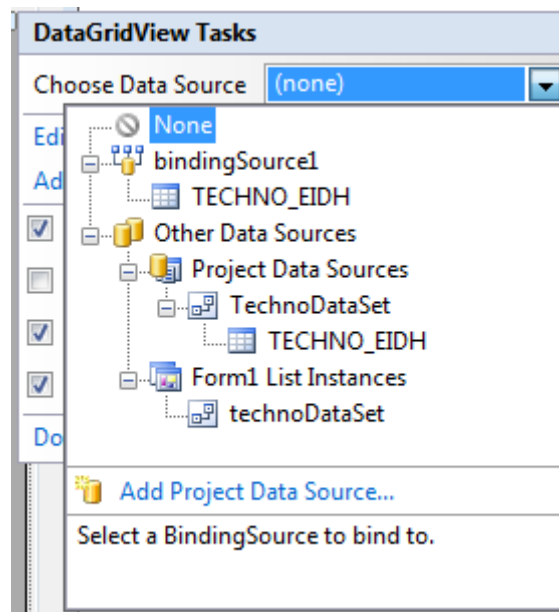 DataGridView Tasks
Choose Data Source (none)
None
Edi
bindingSource1
Ad
TECHNO_EIDH
Other Data Sources
Project Data Sources
TechnoDataSet
TECHNO_EIDH
Form1 List Instances
technoDataSet
Do
Add Project Data Source...
Select a BindingSource to bind to.